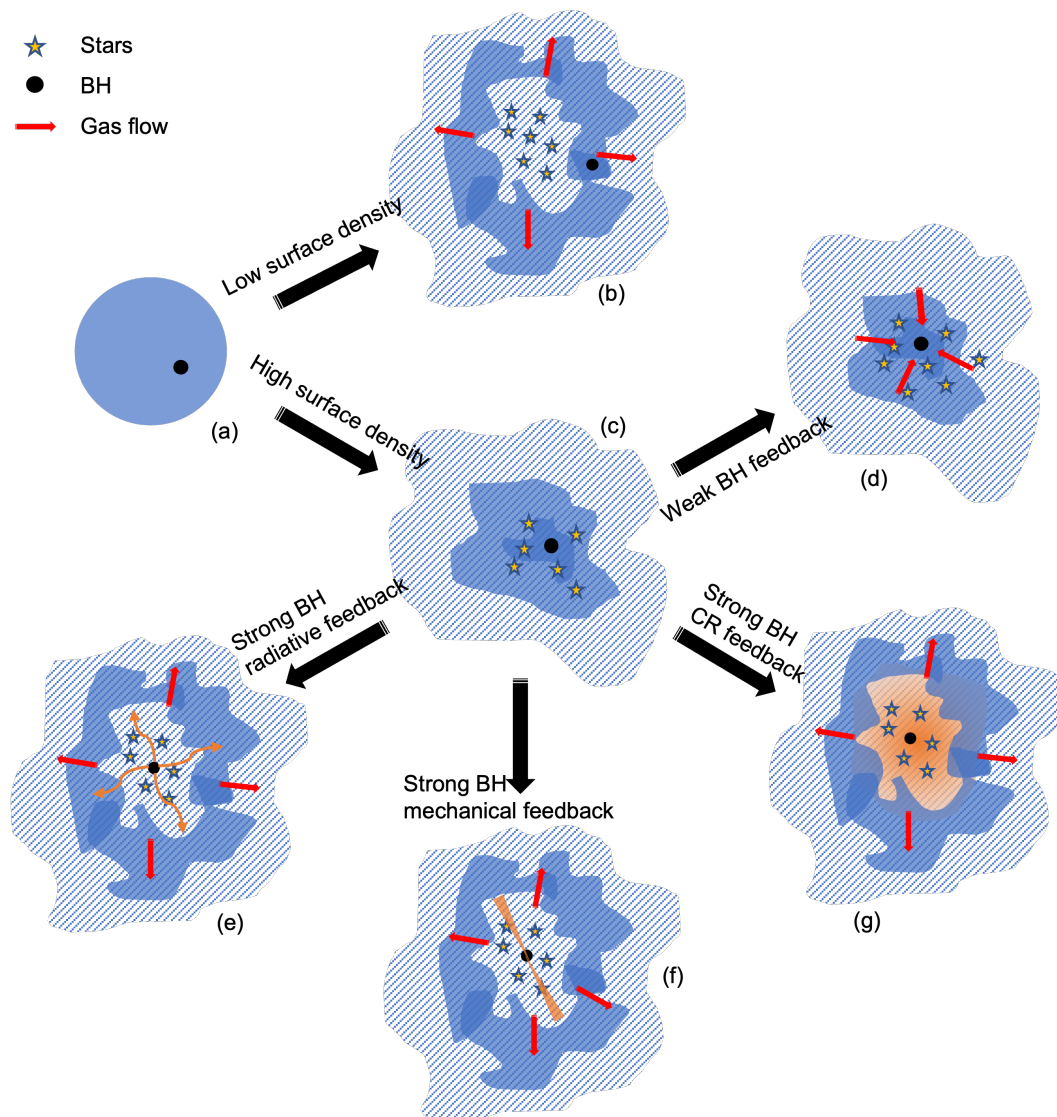 Stars
BH
Gas flow
Low surface density
(b)
(a)
High surface density
(c)
Weak BH feedback
(d)
Strong BH
radiative feedback
(e)
Strong BH
mechanical feedback
(f)
Strong BH
CR feedback
(g)